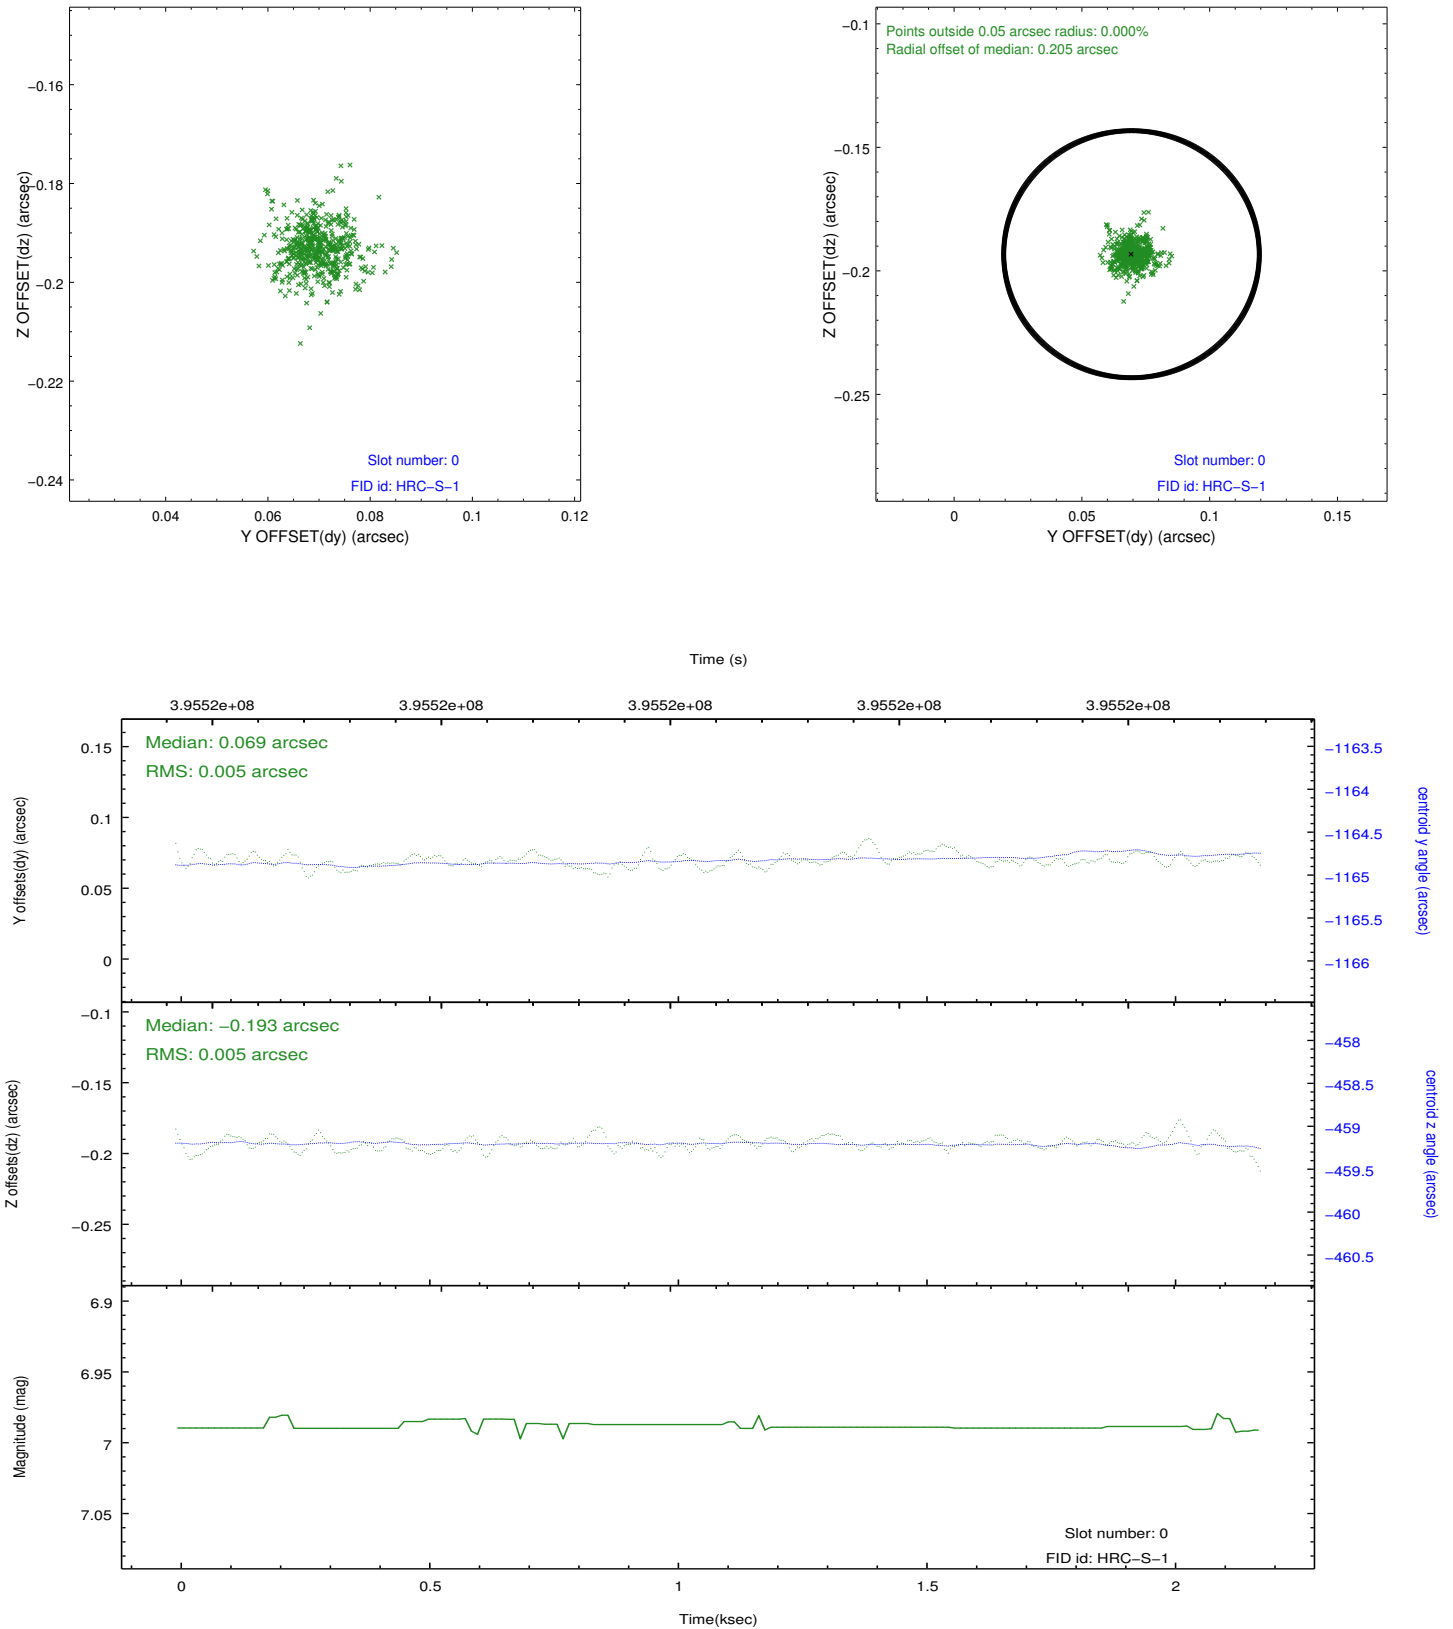 −0.16
−0.18
−0.2
−0.22
−0.24
Z OFFSET(dz) (arcsec)
Slot number: 0
FID id: HRC−S−1
0.04 0.06 0.08 0.1 0.12
Y OFFSET(dy) (arcsec)
Points outside 0.05 arcsec radius: 0.000%
Radial offset of median: 0.205 arcsec
−0.1
−0.15
−0.2
−0.25
Z OFFSET(dz) (arcsec)
Slot number: 0
FID id: HRC−S−1
0 0.05 0.1 0.15
Y OFFSET(dy) (arcsec)
Time (s)
3.9552e+08 3.9552e+08 3.9552e+08 3.9552e+08 3.9552e+08
Median: 0.069 arcsec
RMS: 0.005 arcsec
0.15
0.1
0.05
0
Y offsets(dy) (arcsec)
−1163.5
−1164
−1164.5
−1165
−1165.5
−1166
centroid y angle (arcsec)
Median: −0.193 arcsec
RMS: 0.005 arcsec
−0.1
−0.15
−0.2
−0.25
Z offsets(dz) (arcsec)
−458
−458.5
−459
−459.5
−460
−460.5
centroid z angle (arcsec)
6.9
6.95
7
7.05
Magnitude (mag)
Slot number: 0
FID id: HRC−S−1
0 0.5 1 1.5 2
Time(ksec)